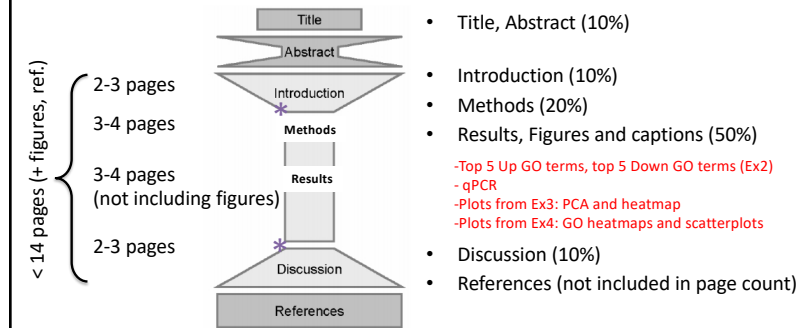 < 14 pages (+ figures, ref.)
2-3 pages
3-4 pages
3-4 pages
(not including figures)
2-3 pages
Title
Abstract
Introduction
*
Methods
Results
*
Discussion
References
• Title, Abstract (10%)
• Introduction (10%)
• Methods (20%)
• Results, Figures and captions (50%)
-Top 5 Up GO terms, top 5 Down GO terms (Ex2)
- qPCR
-Plots from Ex3: PCA and heatmap
-Plots from Ex4: GO heatmaps and scatterplots
• Discussion (10%)
• References (not included in page count)